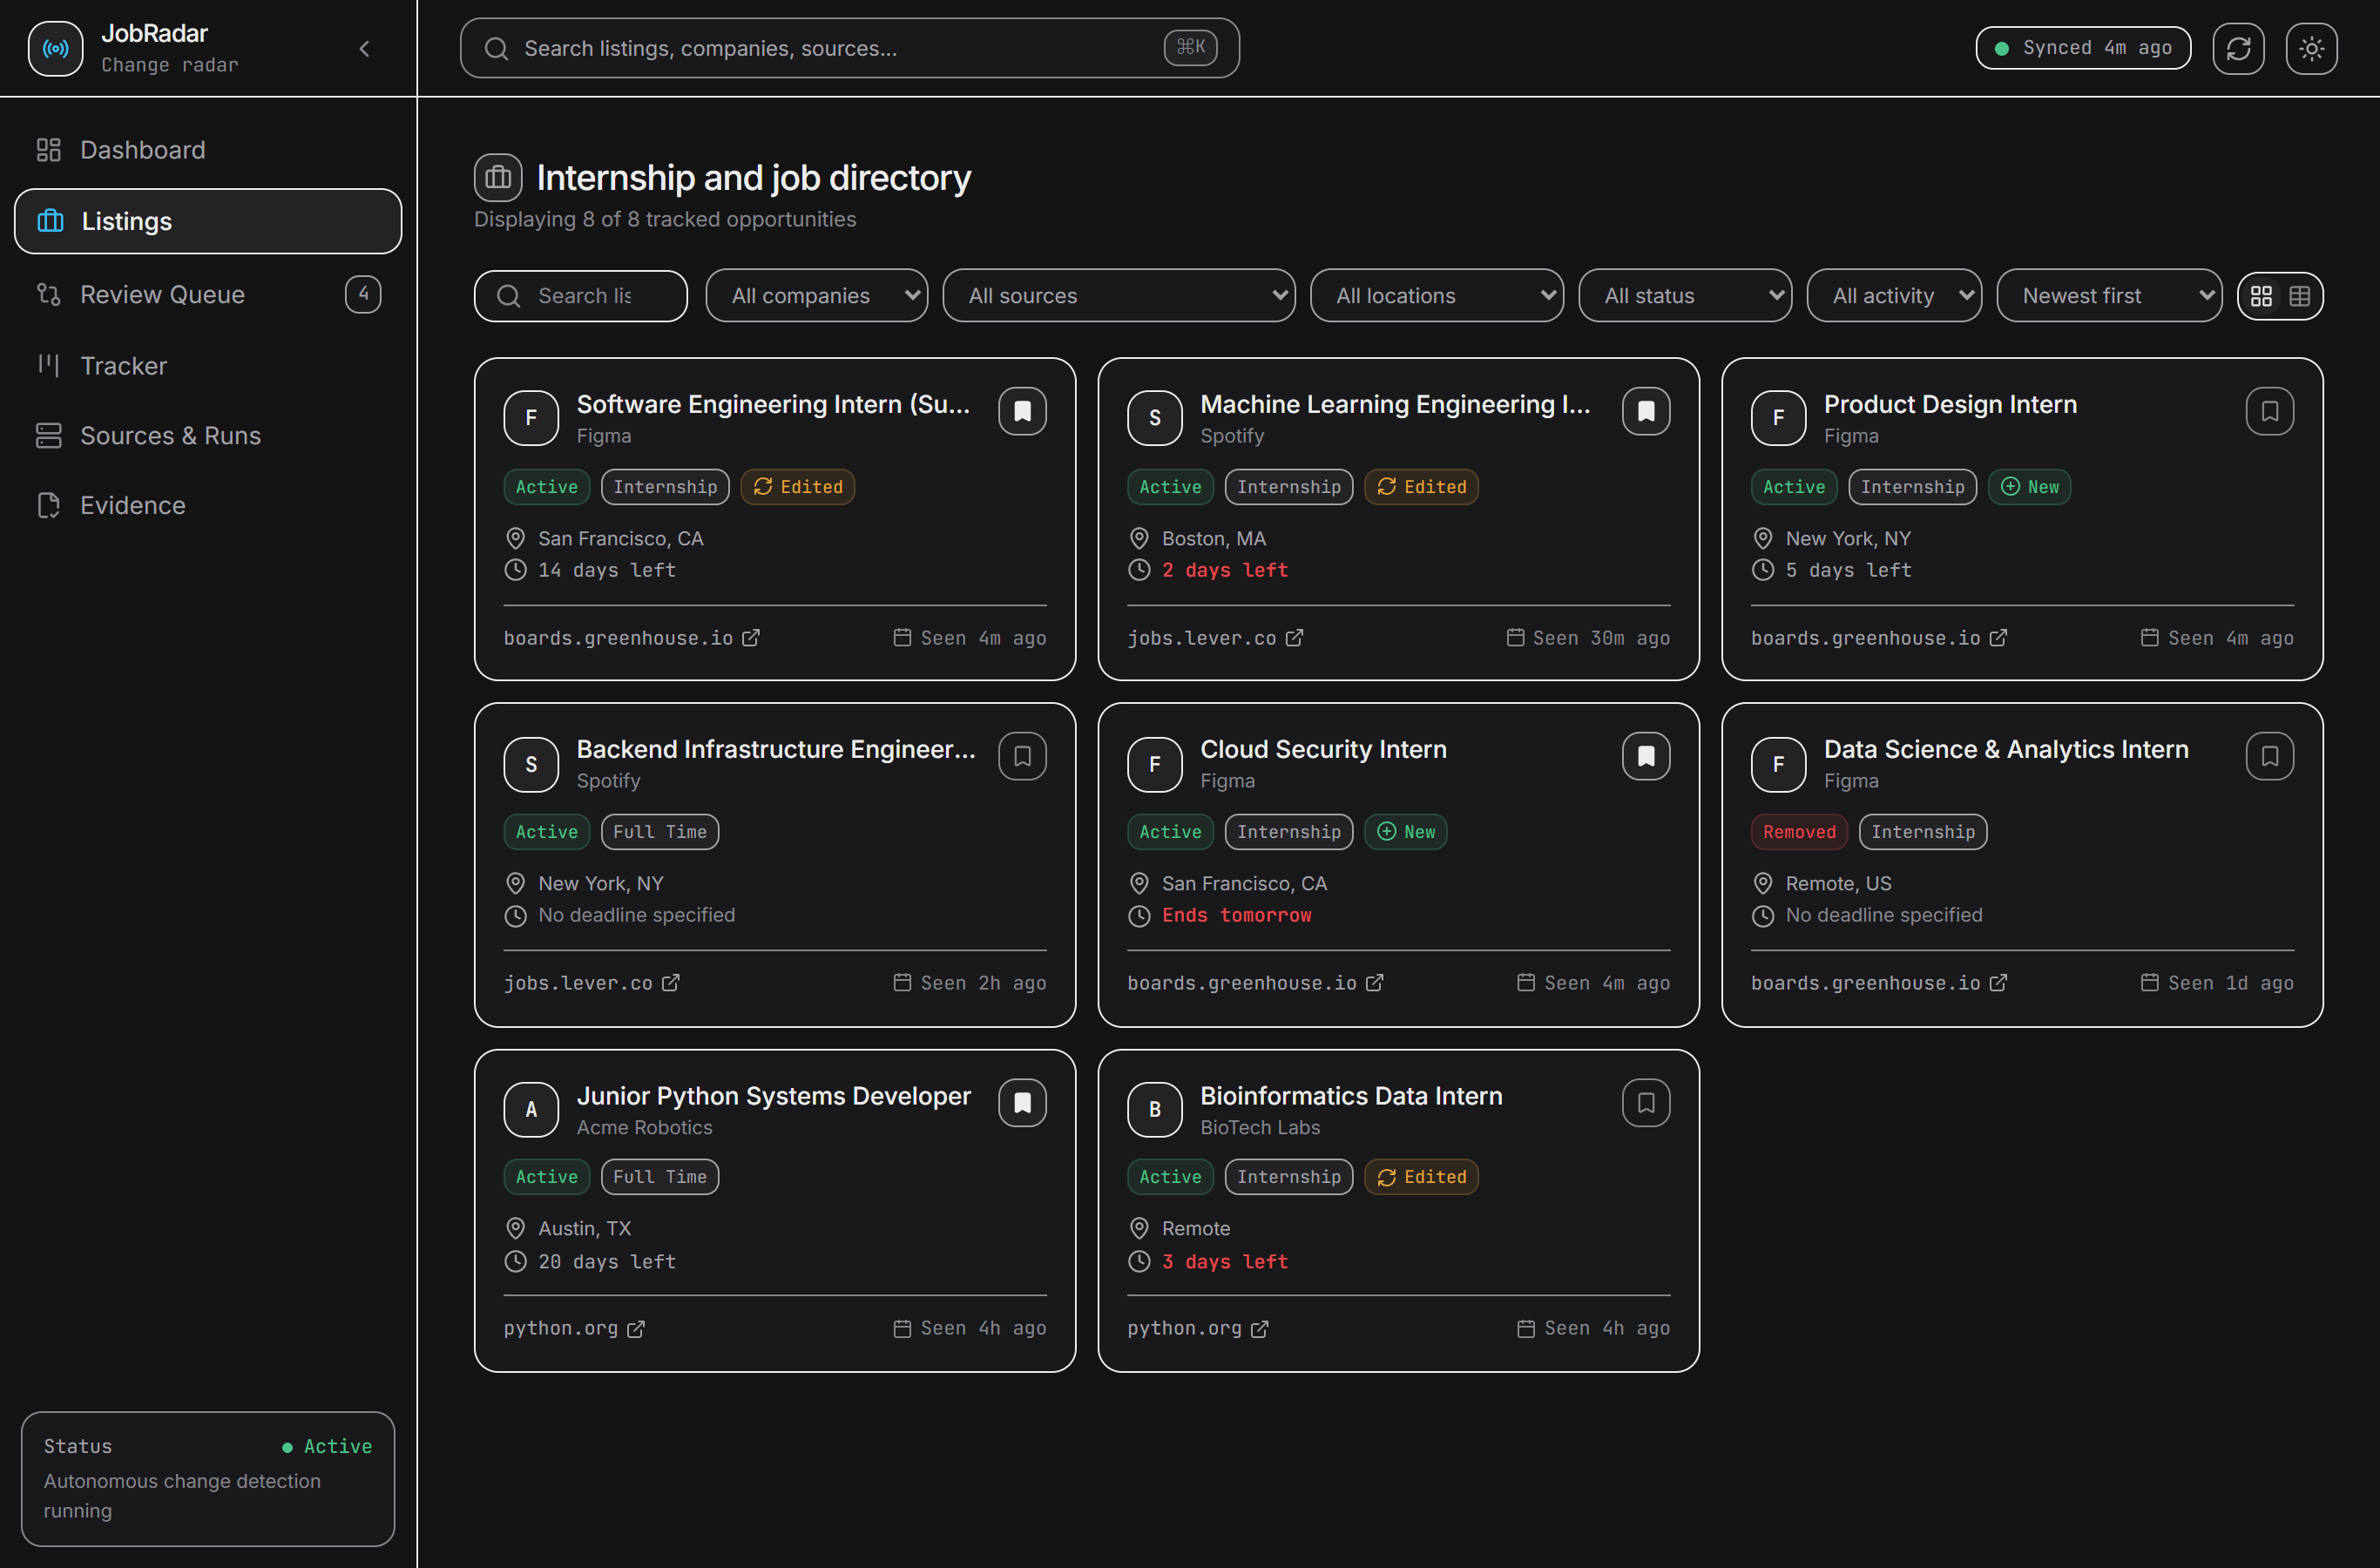 JobRadar
Change radar
Search listings, companies, sources...
⌘K
Synced 4m ago
Dashboard
Listings
Review Queue
4
Tracker
Sources & Runs
Evidence
Internship and job directory
Displaying 8 of 8 tracked opportunities
Search lis
All companies
All sources
All locations
All status
All activity
Newest first
F
Software Engineering Intern (Su...
Figma
Active
Internship
Edited
San Francisco, CA
14 days left
boards.greenhouse.io
Seen 4m ago
S
Machine Learning Engineering I...
Spotify
Active
Internship
Edited
Boston, MA
2 days left
jobs.lever.co
Seen 30m ago
F
Product Design Intern
Figma
Active
Internship
New
New York, NY
5 days left
boards.greenhouse.io
Seen 4m ago
S
Backend Infrastructure Engineer...
Spotify
Active
Full Time
New York, NY
No deadline specified
jobs.lever.co
Seen 2h ago
F
Cloud Security Intern
Figma
Active
Internship
New
San Francisco, CA
Ends tomorrow
boards.greenhouse.io
Seen 4m ago
F
Data Science & Analytics Intern
Figma
Removed
Internship
Remote, US
No deadline specified
boards.greenhouse.io
Seen 1d ago
A
Junior Python Systems Developer
Acme Robotics
Active
Full Time
Austin, TX
20 days left
python.org
Seen 4h ago
B
Bioinformatics Data Intern
BioTech Labs
Active
Internship
Edited
Remote
3 days left
python.org
Seen 4h ago
Status
Active
Autonomous change detection
running